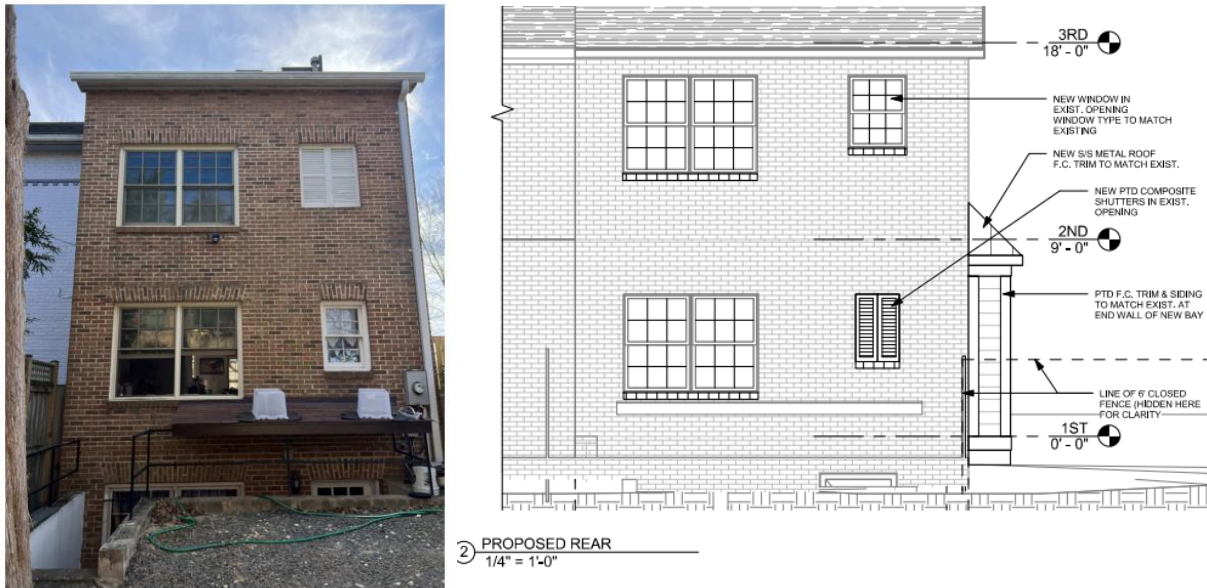 3RD
18' - 0"
NEW WINDOW IN
EXIST. OPENING
WINDOW TYPE TO MATCH
EXISTING
NEW S/S METAL ROOF
F.C. TRIM TO MATCH EXIST.
NEW PTD COMPOSITE
SHUTTERS IN EXIST.
OPENING
2ND
9' - 0"
PTD F.C. TRIM & SIDING
TO MATCH EXIST. AT
END WALL OF NEW BAY
LINE OF 6' CLOSED
FENCE (HIDDEN HERE
FOR CLARITY
1ST
0' - 0"
2 PROPOSED REAR
1/4" = 1'-0"